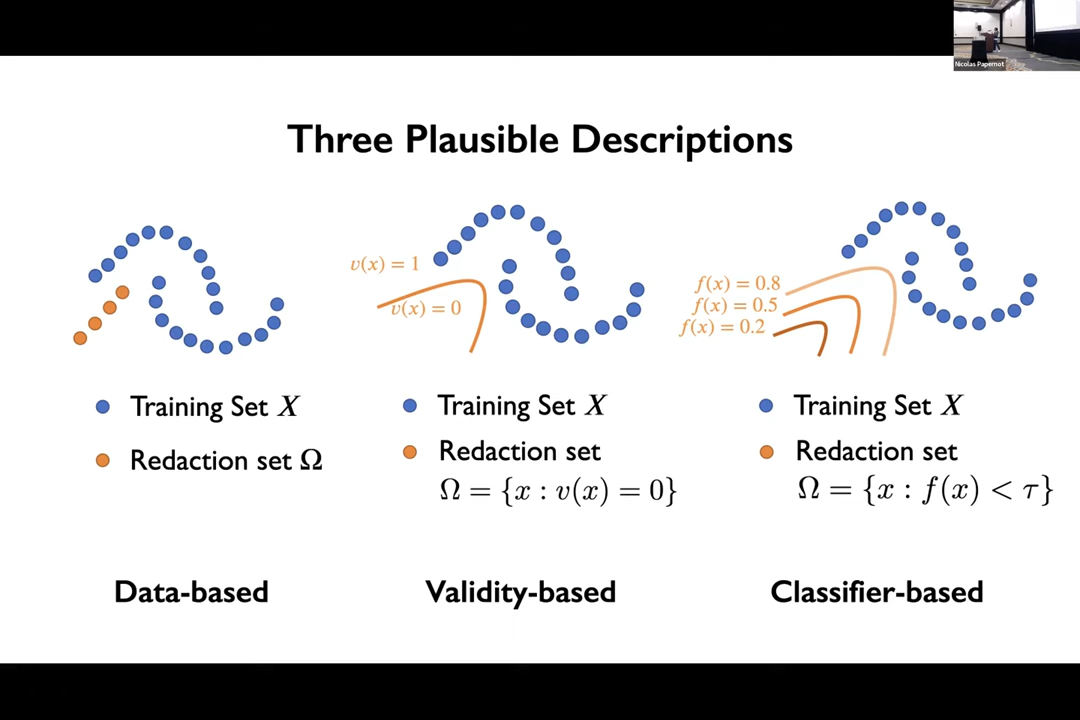 Nicolas Papernot
Three Plausible Descriptions
v(x) = 1
v(x) = 0
f(x) = 0.8
f(x) = 0.5
f(x) = 0.2
Training Set X
Redaction set Ω
Training Set X
Redaction set
Ω = {x : v(x) = 0}
Training Set X
Redaction set
Ω = {x : f(x) < τ}
Data-based
Validity-based
Classifier-based